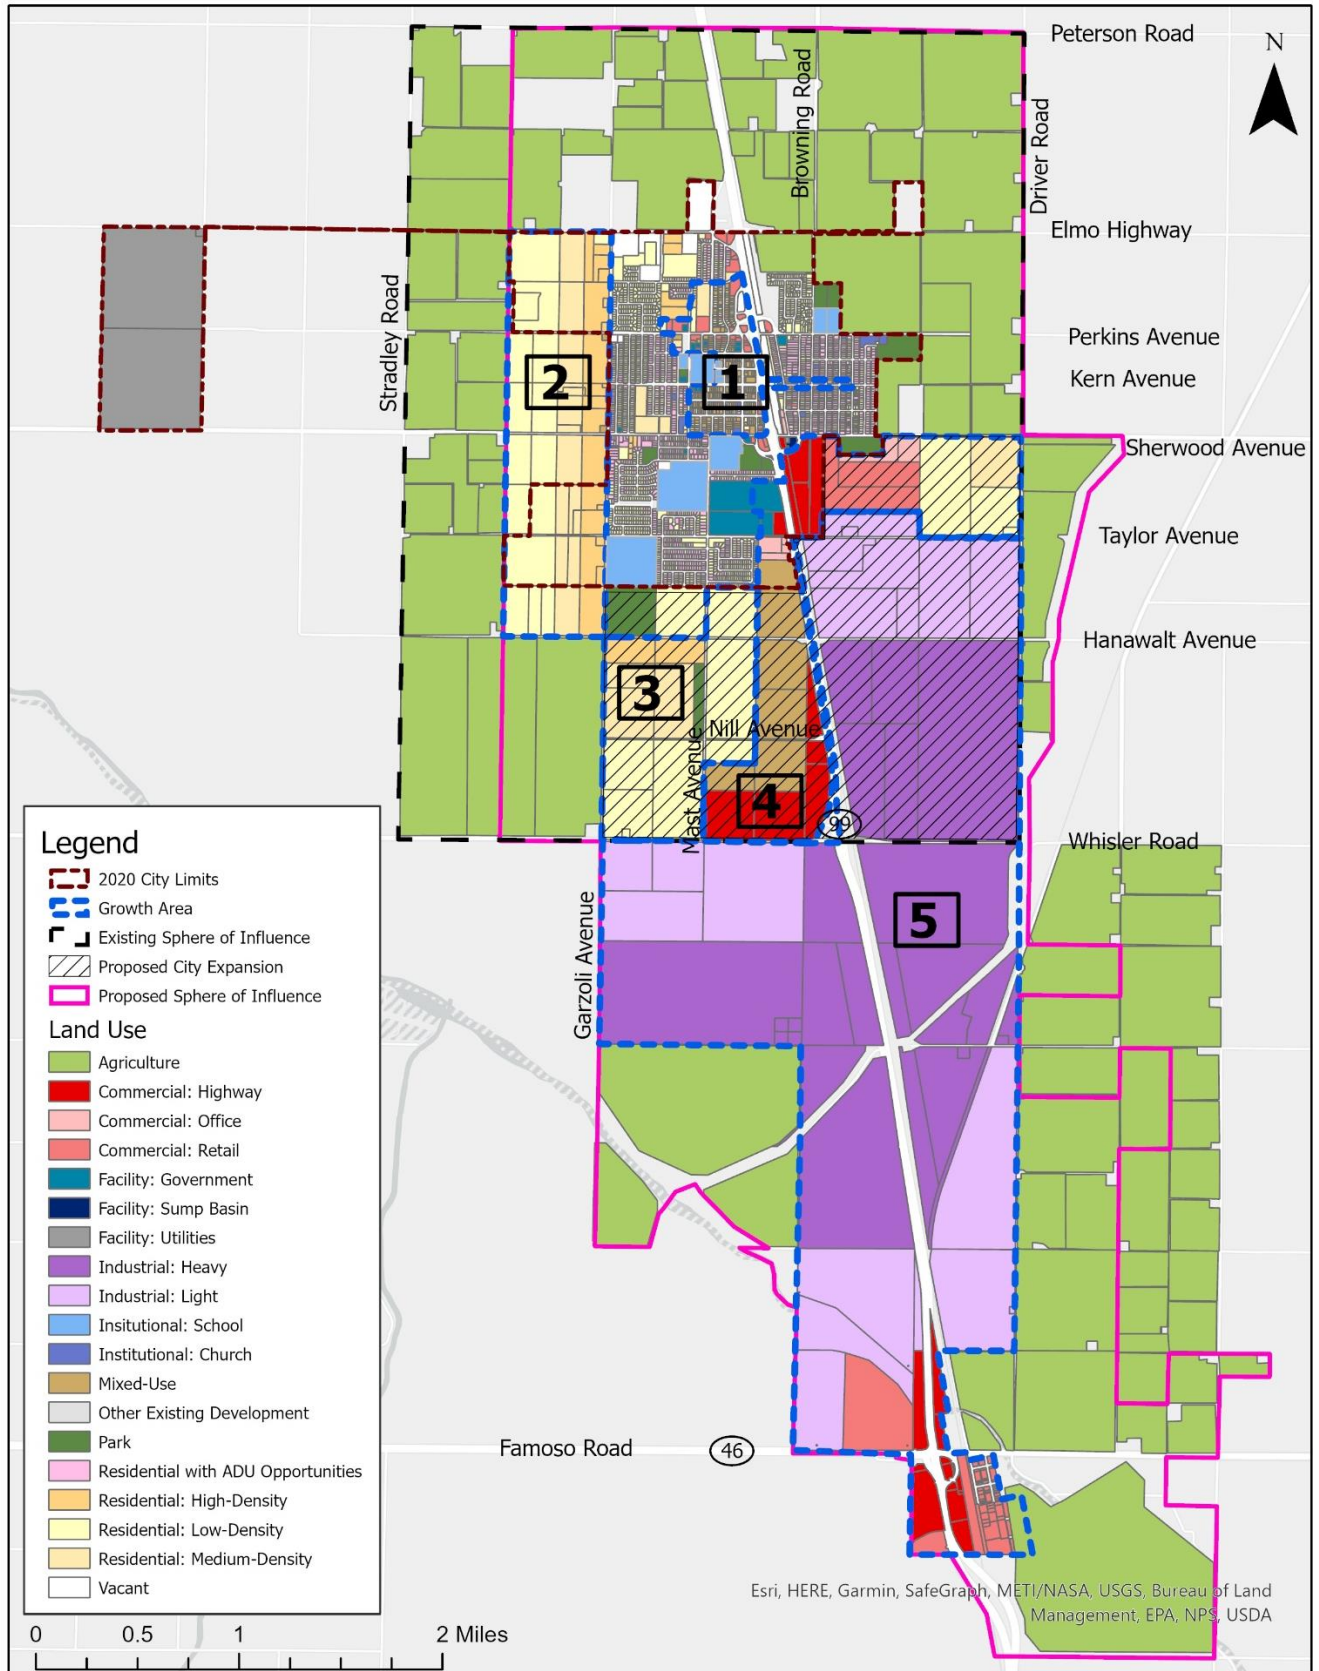 Peterson Road
N
Browning Road
Driver Road
Elmo Highway
Stradley Road
Perkins Avenue
Kern Avenue
2
1
Sherwood Avenue
Taylor Avenue
Hanawalt Avenue
3
Nill Avenue
Mast Avenue
4
99
Whisler Road
5
Garzoli Avenue
Legend
2020 City Limits
Growth Area
Existing Sphere of Influence
Proposed City Expansion
Proposed Sphere of Influence
Land Use
Agriculture
Commercial: Highway
Commercial: Office
Commercial: Retail
Facility: Government
Facility: Sump Basin
Facility: Utilities
Industrial: Heavy
Industrial: Light
Insitutional: School
Institutional: Church
Mixed-Use
Other Existing Development
Park
Residential with ADU Opportunities
Residential: High-Density
Residential: Low-Density
Residential: Medium-Density
Vacant
Famoso Road
46
Esri, HERE, Garmin, SafeGraph, METI/NASA, USGS, Bureau of Land
Management, EPA, NPS, USDA
0 0.5 1 2 Miles